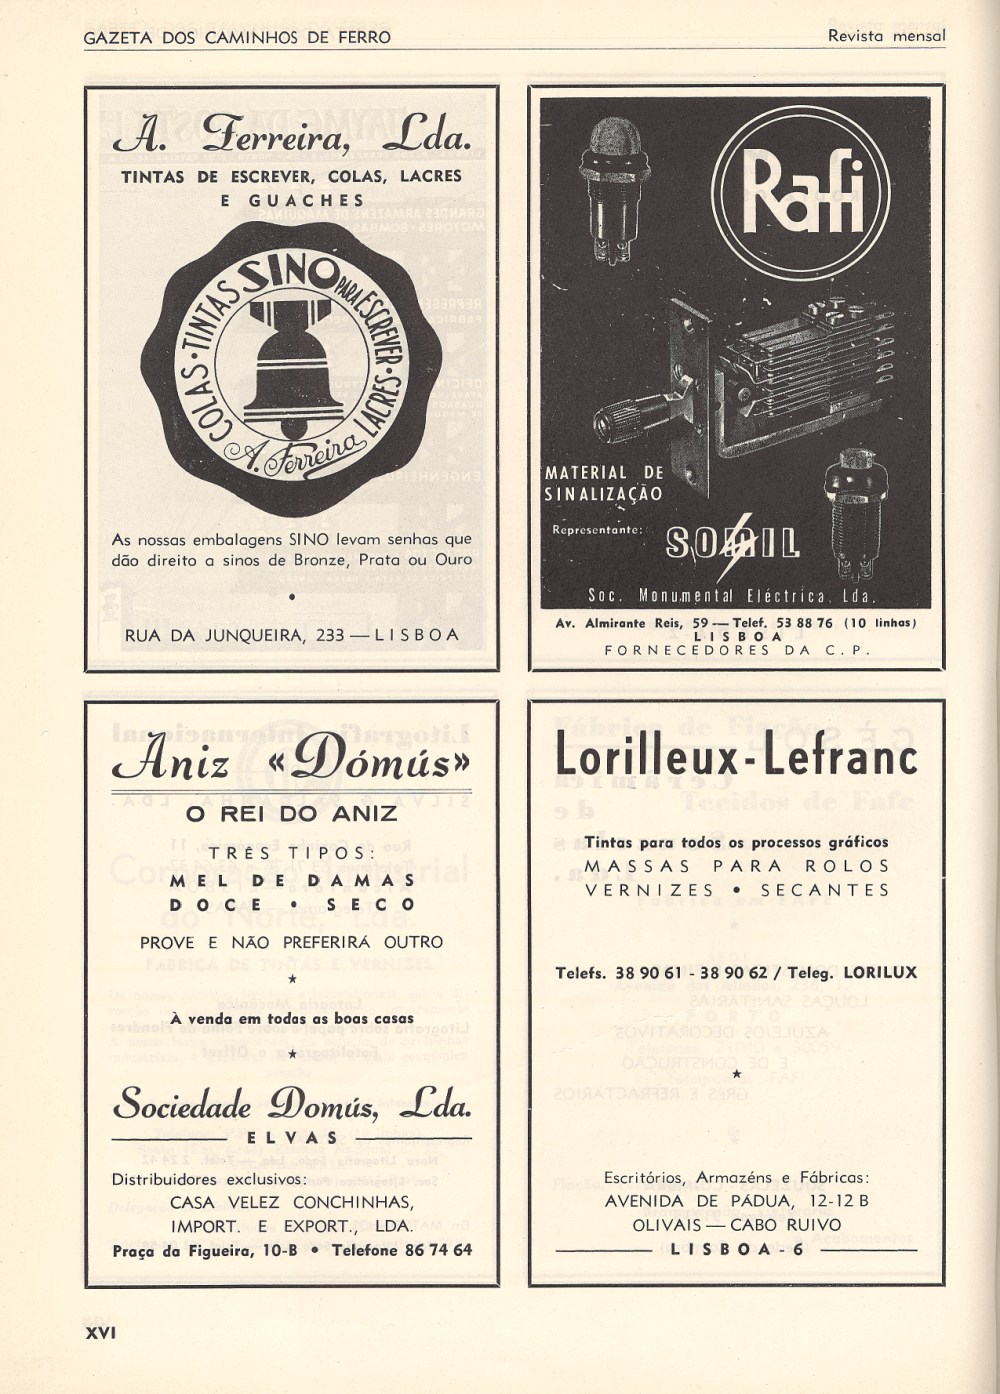 GAZETA DOS CAMINHOS DE FERRO
Revista mensal
A. Ferreira, Lda.
TINTAS DE ESCREVER, COLAS, LACRES
E GUACHES
COLAS · TINTAS SINO PARA ESCREVER · LACRES
A. Ferreira
As nossas embalagens SINO levam senhas que
dão direito a sinos de Bronze, Prata ou Ouro
•
RUA DA JUNQUEIRA, 233 — LISBOA
Rafi
MATERIAL DE
SINALIZAÇÃO
Representante:
SOMIL
Soc. Monumental Eléctrica, Lda.
Av. Almirante Reis, 59 — Telef. 53 88 76 (10 linhas)
LISBOA
FORNECEDORES DA C.P.
Aniz «Dómús»
O REI DO ANIZ
TRÊS TIPOS:
MEL DE DAMAS
DOCE • SECO
PROVE E NÃO PREFERIRÁ OUTRO
★
À venda em todas as boas casas
★
Sociedade Domús, Lda.
ELVAS
Distribuidores exclusivos:
CASA VELEZ CONCHINHAS,
IMPORT. E EXPORT., LDA.
Praça da Figueira, 10-B • Telefone 86 74 64
Lorilleux-Lefranc
Tintas para todos os processos gráficos
MASSAS PARA ROLOS
VERNIZES • SECANTES
★
Telefs. 38 90 61 - 38 90 62 / Teleg. LORILUX
★
Escritórios, Armazéns e Fábricas:
AVENIDA DE PÁDUA, 12-12 B
OLIVAIS — CABO RUIVO
LISBOA-6
XVI